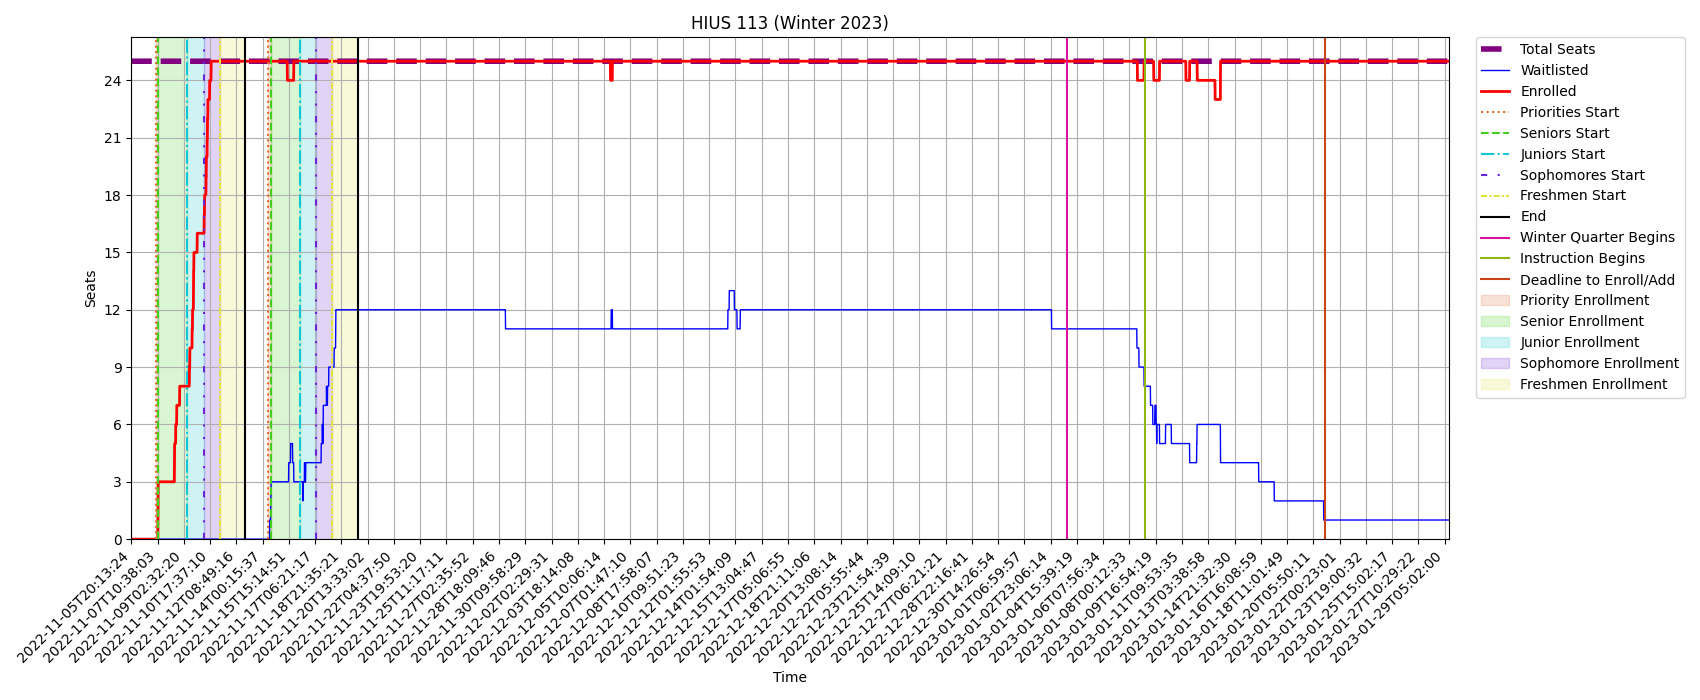 HIUS 113 (Winter 2023)
Total Seats
Waitlisted
Enrolled
Priorities Start
Seniors Start
Juniors Start
Sophomores Start
Freshmen Start
End
Winter Quarter Begins
Instruction Begins
Deadline to Enroll/Add
Priority Enrollment
Senior Enrollment
Junior Enrollment
Sophomore Enrollment
Freshmen Enrollment
Seats
24
21
18
15
12
9
6
3
0
2022-11-05T20:13:24
2022-11-07T10:38:03
2022-11-09T02:32:20
2022-11-10T17:37:10
2022-11-12T08:49:16
2022-11-14T00:15:37
2022-11-15T15:14:51
2022-11-17T06:21:17
2022-11-18T21:35:21
2022-11-20T13:33:02
2022-11-22T04:37:50
2022-11-23T19:53:20
2022-11-25T11:17:11
2022-11-27T02:35:52
2022-11-28T18:09:46
2022-11-30T09:58:29
2022-12-02T02:29:31
2022-12-03T18:14:08
2022-12-05T10:06:14
2022-12-07T01:47:10
2022-12-08T17:58:07
2022-12-10T09:51:23
2022-12-12T01:55:53
2022-12-14T01:54:09
2022-12-15T13:04:47
2022-12-17T05:06:55
2022-12-18T21:11:06
2022-12-20T13:08:14
2022-12-22T05:55:44
2022-12-23T21:54:39
2022-12-25T14:09:10
2022-12-27T06:21:21
2022-12-28T22:16:41
2022-12-30T14:26:54
2023-01-01T06:59:57
2023-01-02T23:06:14
2023-01-04T15:39:19
2023-01-06T07:56:34
2023-01-08T00:12:33
2023-01-09T16:54:19
2023-01-11T09:53:35
2023-01-13T03:38:58
2023-01-14T21:32:30
2023-01-16T16:08:59
2023-01-18T11:01:49
2023-01-20T05:50:11
2023-01-22T00:23:01
2023-01-23T19:00:32
2023-01-25T15:02:17
2023-01-27T10:29:22
2023-01-29T05:02:00
Time